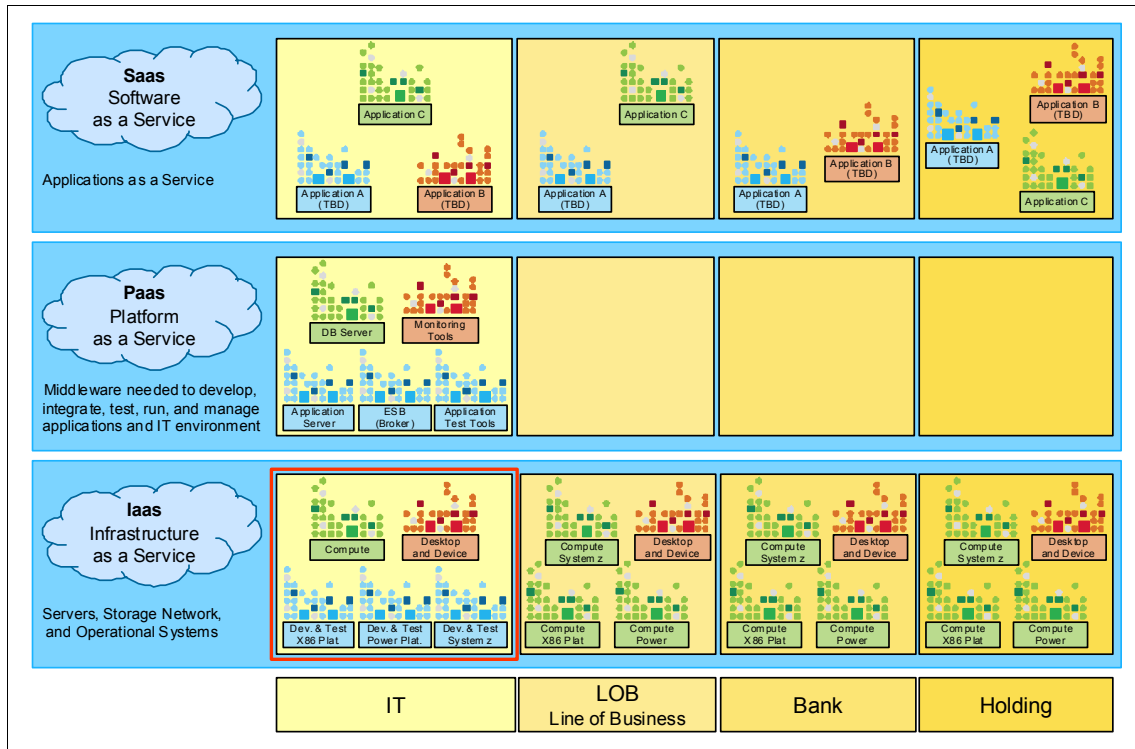 Saas
Software
as a Service
Applications as a Service
Application C
Application A
(TBD)
Application B
(TBD)
Application C
Application A
(TBD)
Application B
(TBD)
Application A
(TBD)
Application B
(TBD)
Application A
(TBD)
Application C
Paas
Platform
as a Service
Middleware needed to develop,
integrate, test, run, and manage
applications and IT environment
DB Server
Monitoring
Tools
Application
Server
ESB
(Broker)
Application
Test Tools
Iaas
Infrastructure
as a Service
Servers, Storage Network,
and Operational Systems
Compute
Desktop
and Device
Dev. & Test
X86 Plat
Dev. & Test
Power Plat.
Dev. & Test
System z
Compute
System z
Desktop
and Device
Compute
X86 Plat
Compute
Power
Compute
System z
Desktop
and Device
Compute
X86 Plat
Compute
Power
Compute
System z
Desktop
and Device
Compute
X86 Plat
Compute
Power
IT
LOB
Line of Business
Bank
Holding